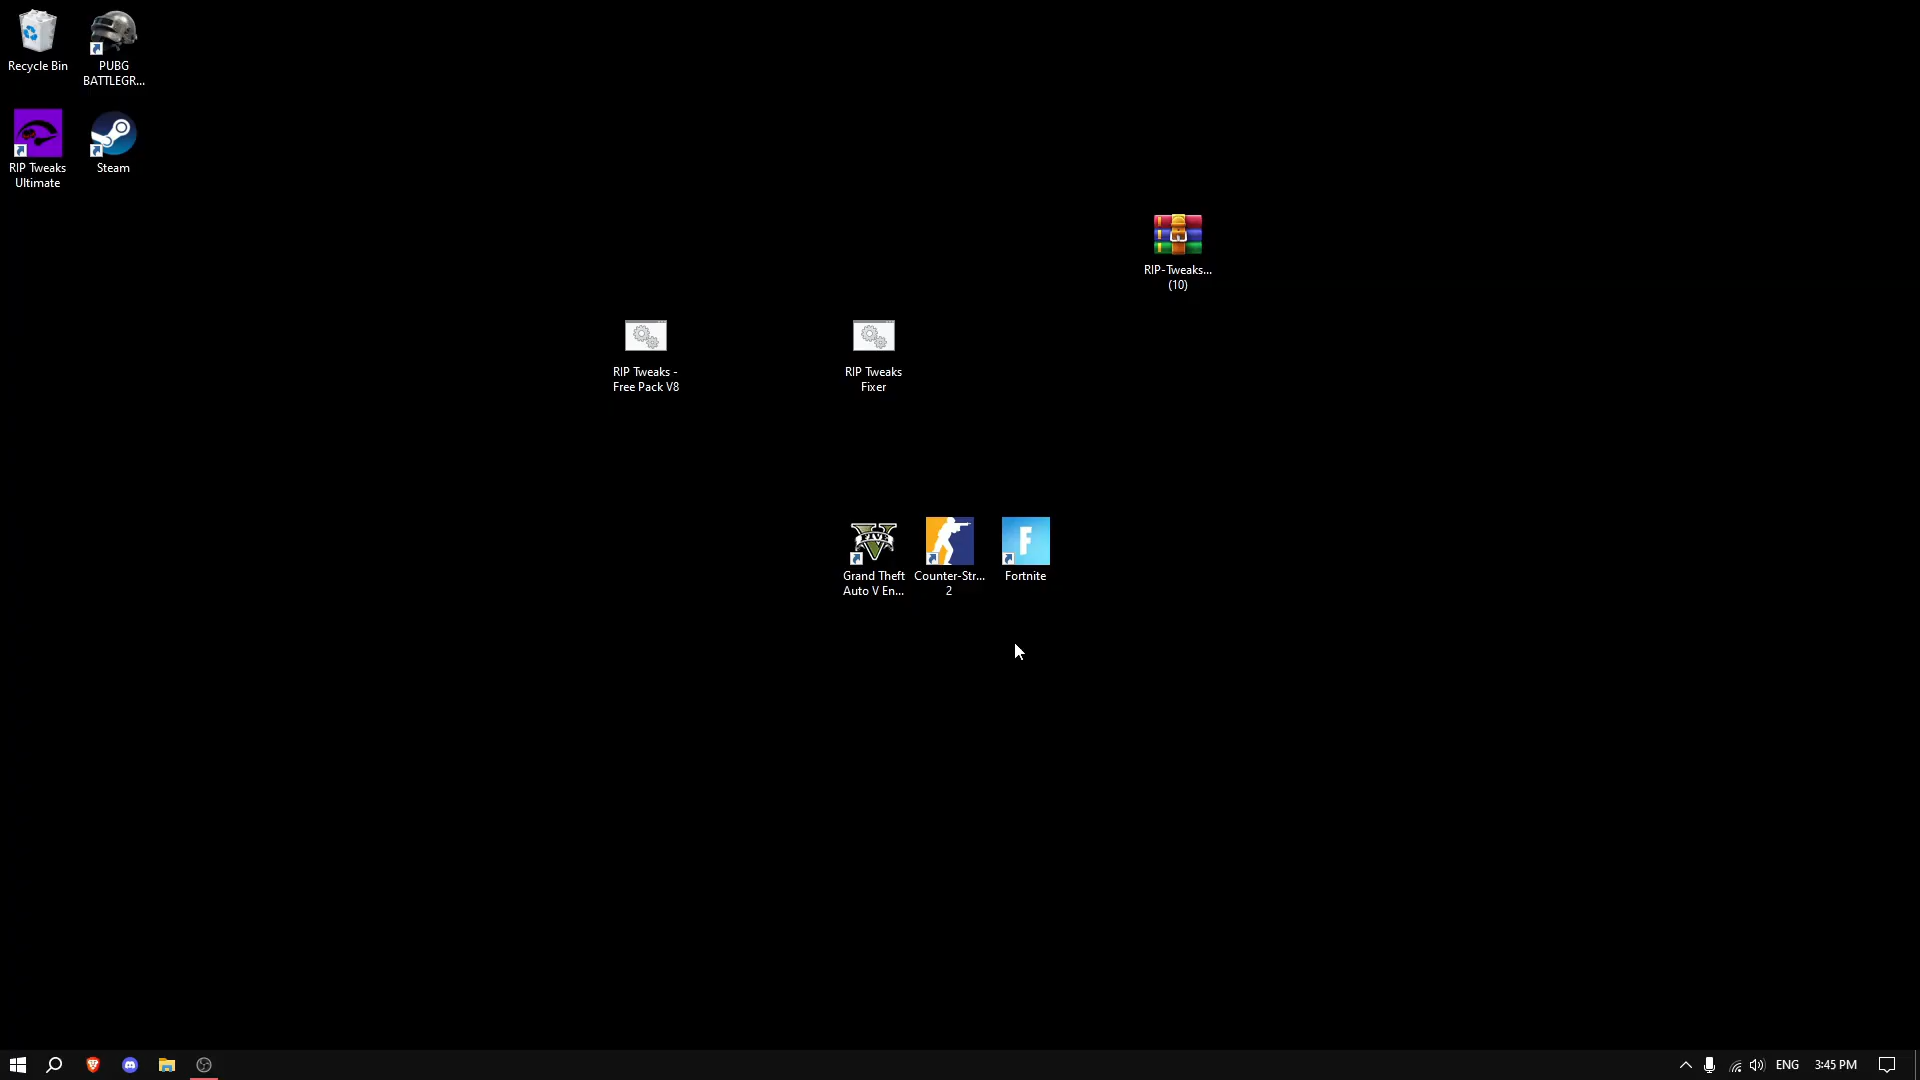 Recycle Bin
PUBG
BATTLEGR...
RIP Tweaks
Ultimate
Steam
RIP-Tweaks...
(10)
RIP Tweaks -
Free Pack V8
RIP Tweaks
Fixer
FIVE
F
Grand Theft
Auto V En...
Counter-Str...
2
Fortnite
ENG
3:45 PM